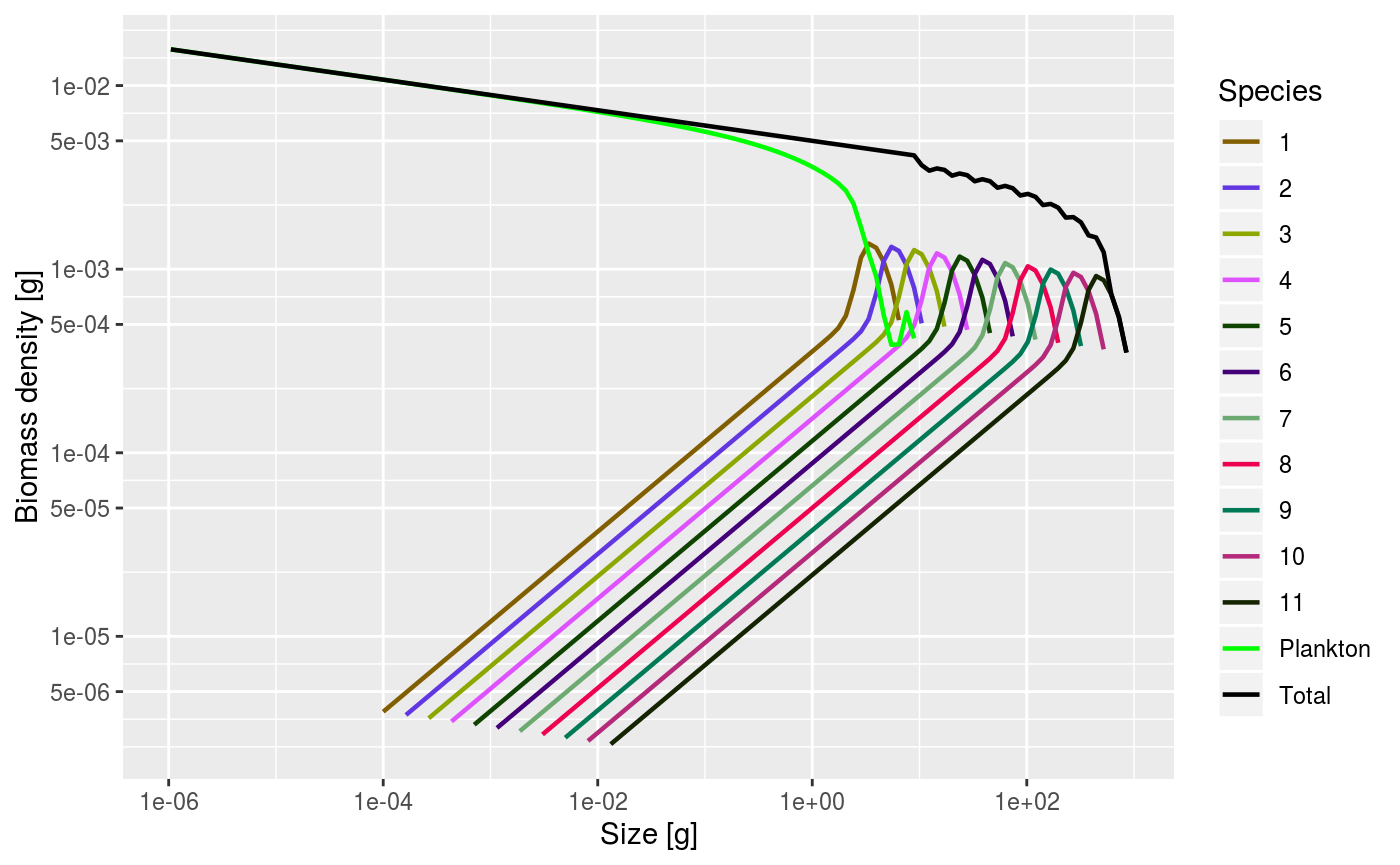 1e-02
5e-03
1e-03
5e-04
1e-04
5e-05
1e-05
5e-06
Biomass density [g]
1e-06
1e-04
1e-02
1e+00
1e+02
Size [g]
Species
1
2
3
4
5
6
7
8
9
10
11
Plankton
Total